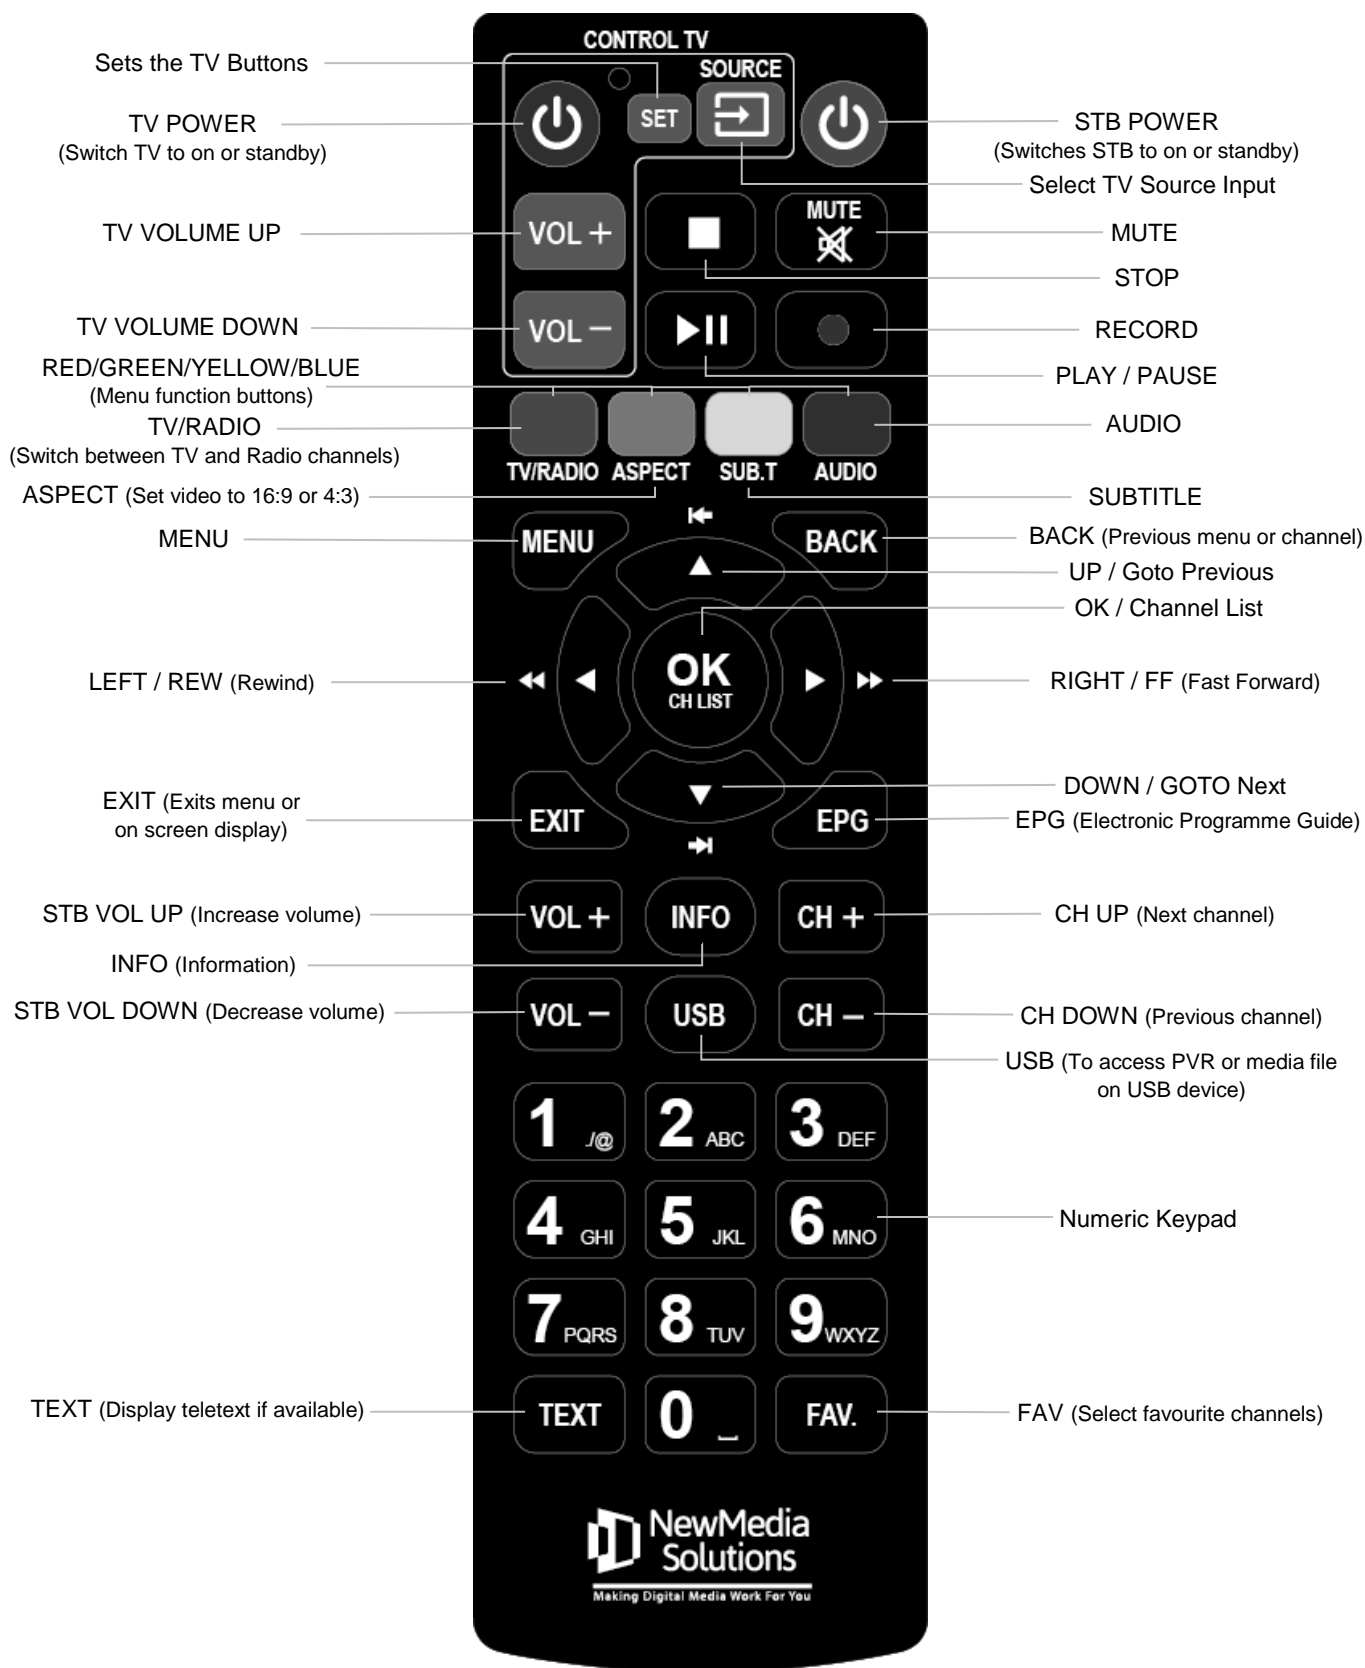 CONTROL TV
Sets the TV Buttons
SOURCE
SET
TV POWER
(Switch TV to on or standby)
STB POWER
(Switches STB to on or standby)
Select TV Source Input
TV VOLUME UP
VOL +
MUTE
MUTE
STOP
TV VOLUME DOWN
VOL –
RECORD
RED/GREEN/YELLOW/BLUE
(Menu function buttons)
PLAY / PAUSE
TV/RADIO
(Switch between TV and Radio channels)
AUDIO
TV/RADIO ASPECT SUB.T AUDIO
ASPECT (Set video to 16:9 or 4:3)
SUBTITLE
MENU
MENU
BACK
BACK (Previous menu or channel)
UP / Goto Previous
OK / Channel List
LEFT / REW (Rewind)
OK
CH LIST
RIGHT / FF (Fast Forward)
DOWN / GOTO Next
EXIT (Exits menu or
on screen display)
EXIT
EPG
EPG (Electronic Programme Guide)
STB VOL UP (Increase volume)
VOL +
INFO
CH +
CH UP (Next channel)
INFO (Information)
STB VOL DOWN (Decrease volume)
VOL –
USB
CH –
CH DOWN (Previous channel)
USB (To access PVR or media file
on USB device)
1 ./@
2 ABC
3 DEF
4 GHI
5 JKL
6 MNO
Numeric Keypad
7 PQRS
8 TUV
9 WXYZ
TEXT (Display teletext if available)
TEXT
0
FAV.
FAV (Select favourite channels)
NewMedia
Solutions
Making Digital Media Work For You